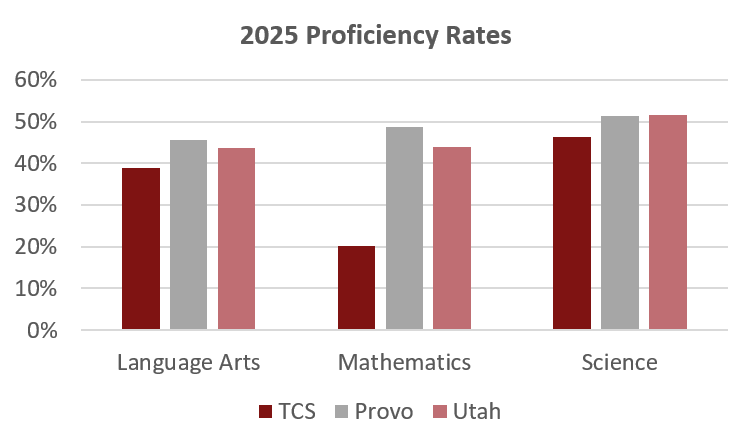 2025 Proficiency Rates
60%
50%
40%
30%
20%
10%
0%
Language Arts Mathematics Science
TCS Provo Utah